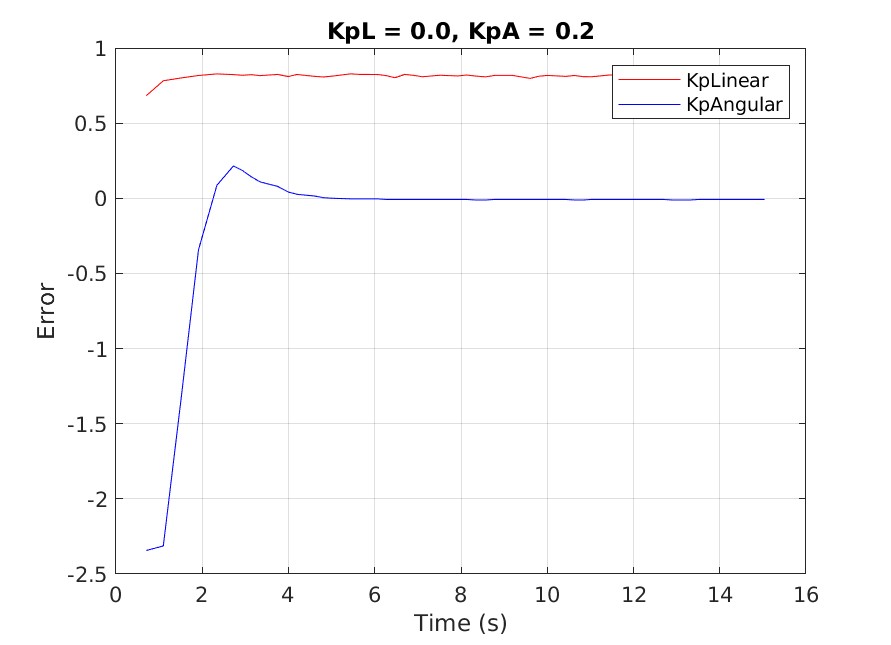 KpL = 0.0, KpA = 0.2
1
0.5
0
-0.5
-1
-1.5
-2
-2.5
Error
KpLinear
KpAngular
0 2 4 6 8 10 12 14 16
Time (s)